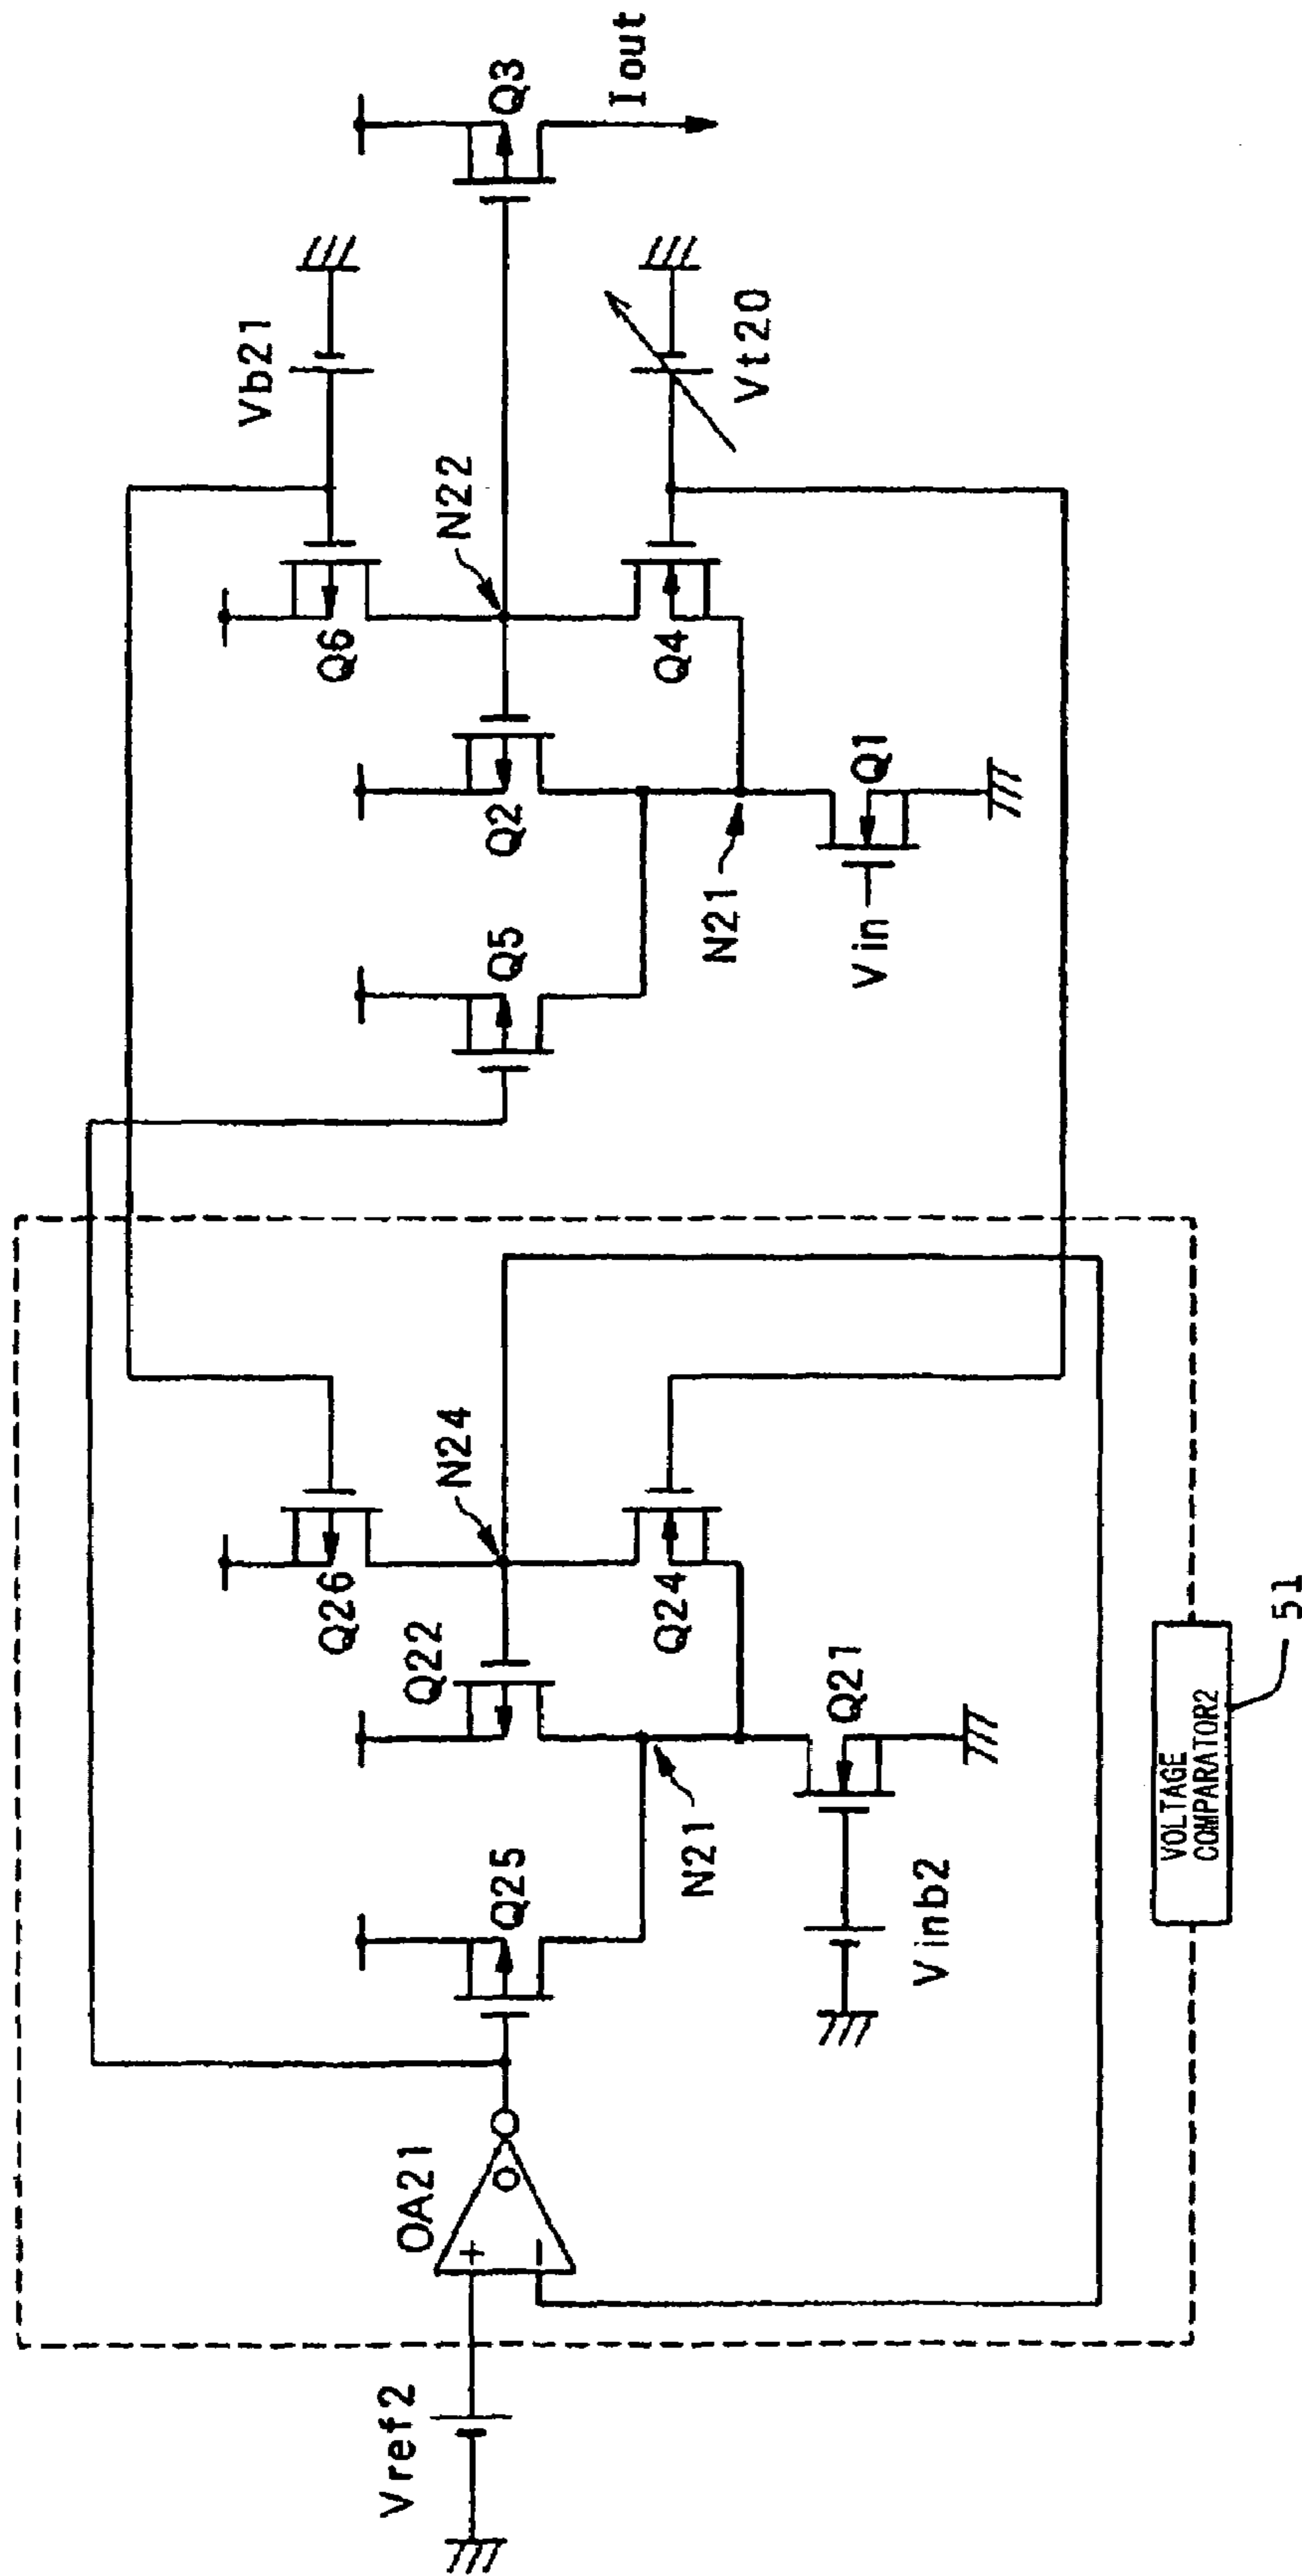 Vref2
OA21
+
−
Q25
Q22
Q26
N24
Q24
N21
Q21
Vinb2
VOLTAGE
COMPARATOR2
51
Q5
Q2
Q6
N22
Vb21
Q3
Iout
Q4
Vt20
N21
Q1
Vin